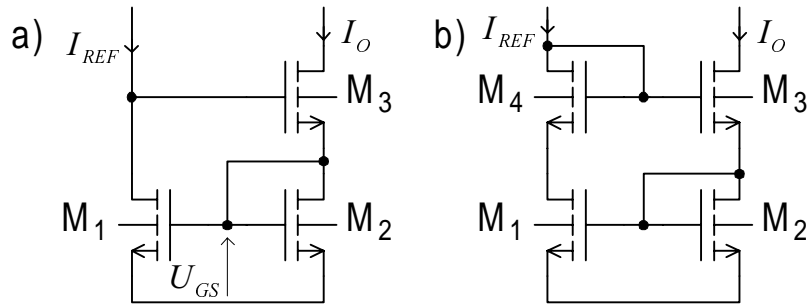 a)
I_REF
I_O
M3
M1
M2
U_GS
b)
I_REF
I_O
M4
M3
M1
M2